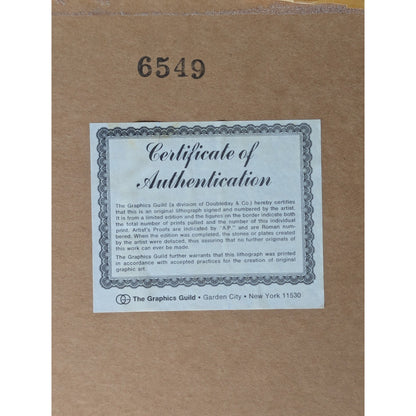 6549
Certificate of
Authentication
The Graphics Guild (a division of Doubleday & Co.) hereby certifies
that this is an original lithograph signed and numbered by the artist.
It is from a limited edition and the figures on the border indicate both
the total number of prints pulled and the number of this individual
print. Artist's Proofs are indicated by "A.P." and are Roman num-
bered. When the edition was completed, the stones or plates created
by the artist were defaced, thus assuring that no further originals of
this work can ever be made.
The Graphics Guild further warrants that this lithograph was printed
in accordance with accepted practices for the creation of original
graphic art.
The Graphics Guild • Garden City • New York 11530